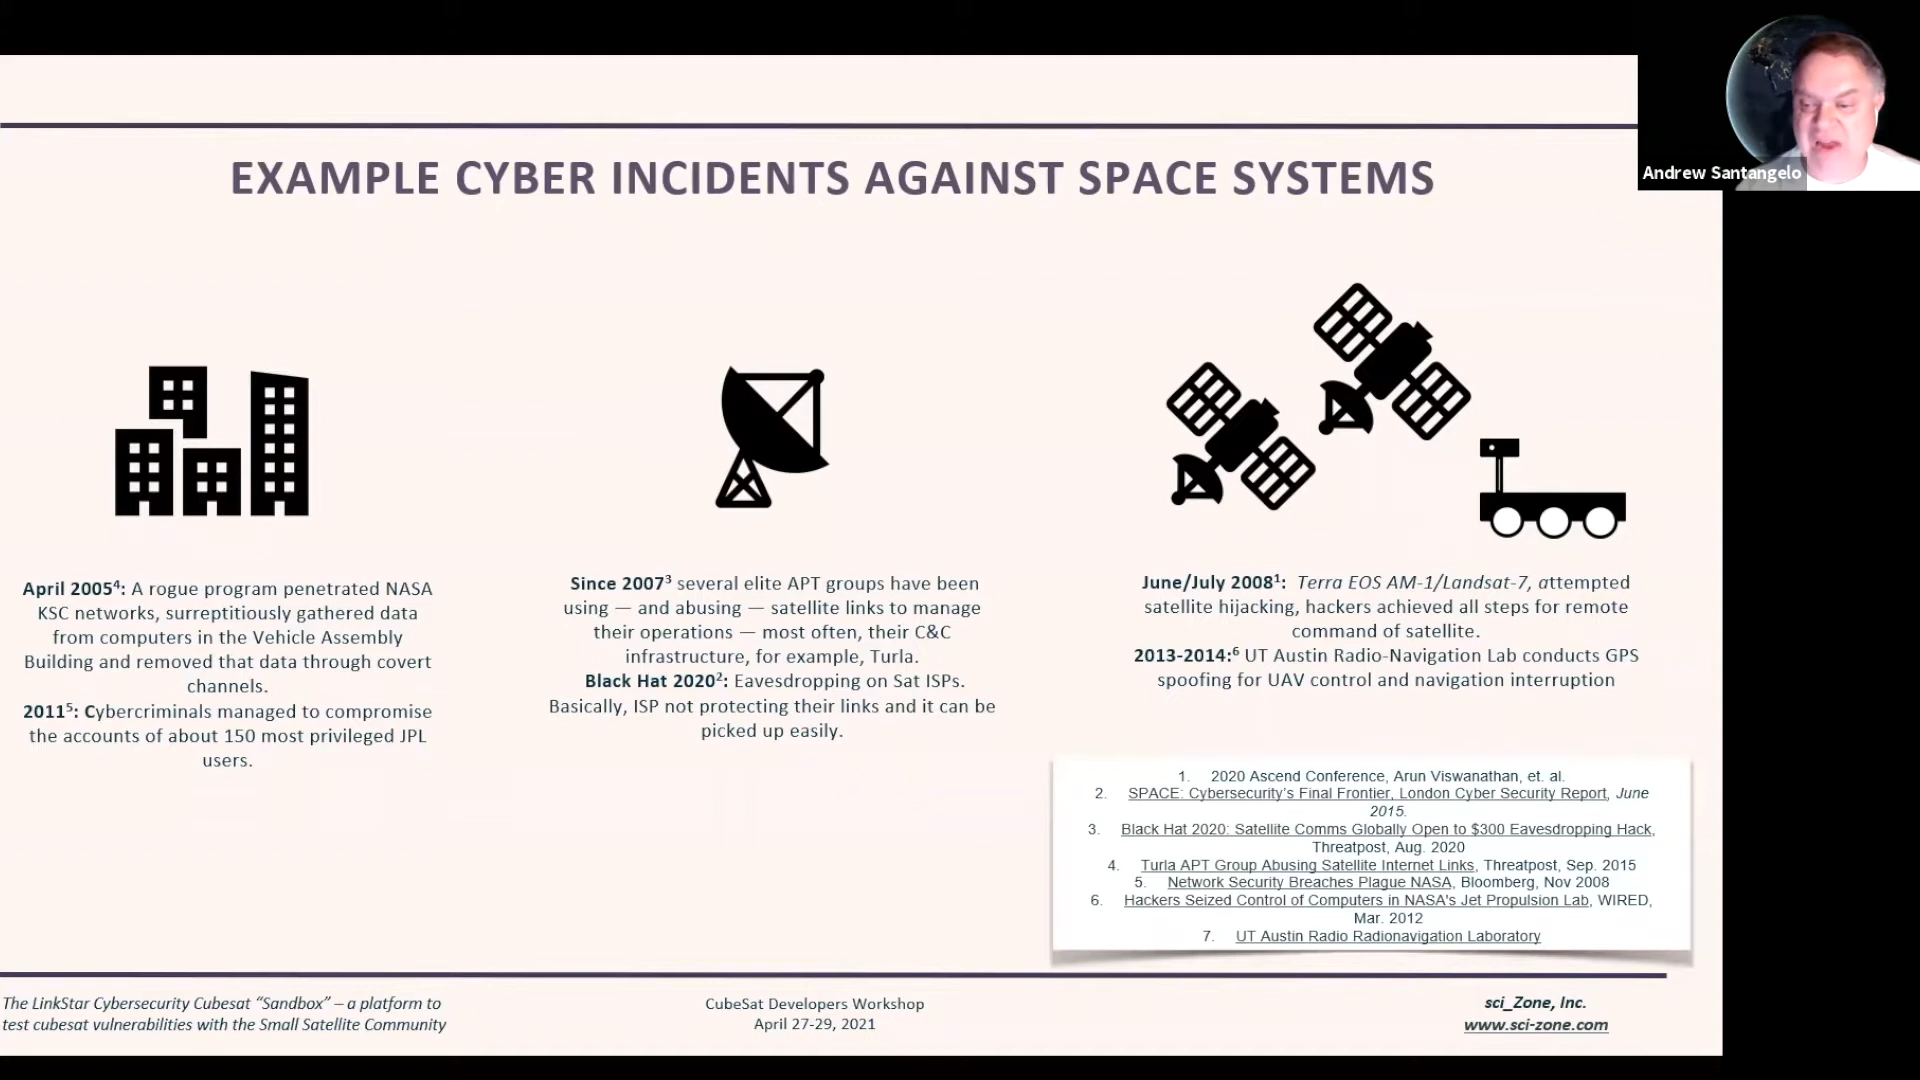 Andrew Santangelo
EXAMPLE CYBER INCIDENTS AGAINST SPACE SYSTEMS
April 2005⁴: A rogue program penetrated NASA
KSC networks, surreptitiously gathered data
from computers in the Vehicle Assembly
Building and removed that data through covert
channels.
2011⁵: Cybercriminals managed to compromise
the accounts of about 150 most privileged JPL
users.
Since 2007³ several elite APT groups have been
using — and abusing — satellite links to manage
their operations — most often, their C&C
infrastructure, for example, Turla.
Black Hat 2020²: Eavesdropping on Sat ISPs.
Basically, ISP not protecting their links and it can be
picked up easily.
June/July 2008¹: Terra EOS AM-1/Landsat-7, attempted
satellite hijacking, hackers achieved all steps for remote
command of satellite.
2013-2014:⁶ UT Austin Radio-Navigation Lab conducts GPS
spoofing for UAV control and navigation interruption
1. 2020 Ascend Conference, Arun Viswanathan, et. al.
2. SPACE: Cybersecurity's Final Frontier, London Cyber Security Report, June
2015.
3. Black Hat 2020: Satellite Comms Globally Open to $300 Eavesdropping Hack,
Threatpost, Aug. 2020
4. Turla APT Group Abusing Satellite Internet Links, Threatpost, Sep. 2015
5. Network Security Breaches Plague NASA, Bloomberg, Nov 2008
6. Hackers Seized Control of Computers in NASA's Jet Propulsion Lab, WIRED,
Mar. 2012
7. UT Austin Radio Radionavigation Laboratory
The LinkStar Cybersecurity Cubesat “Sandbox” – a platform to
test cubesat vulnerabilities with the Small Satellite Community
CubeSat Developers Workshop
April 27-29, 2021
sci_Zone, Inc.
www.sci-zone.com